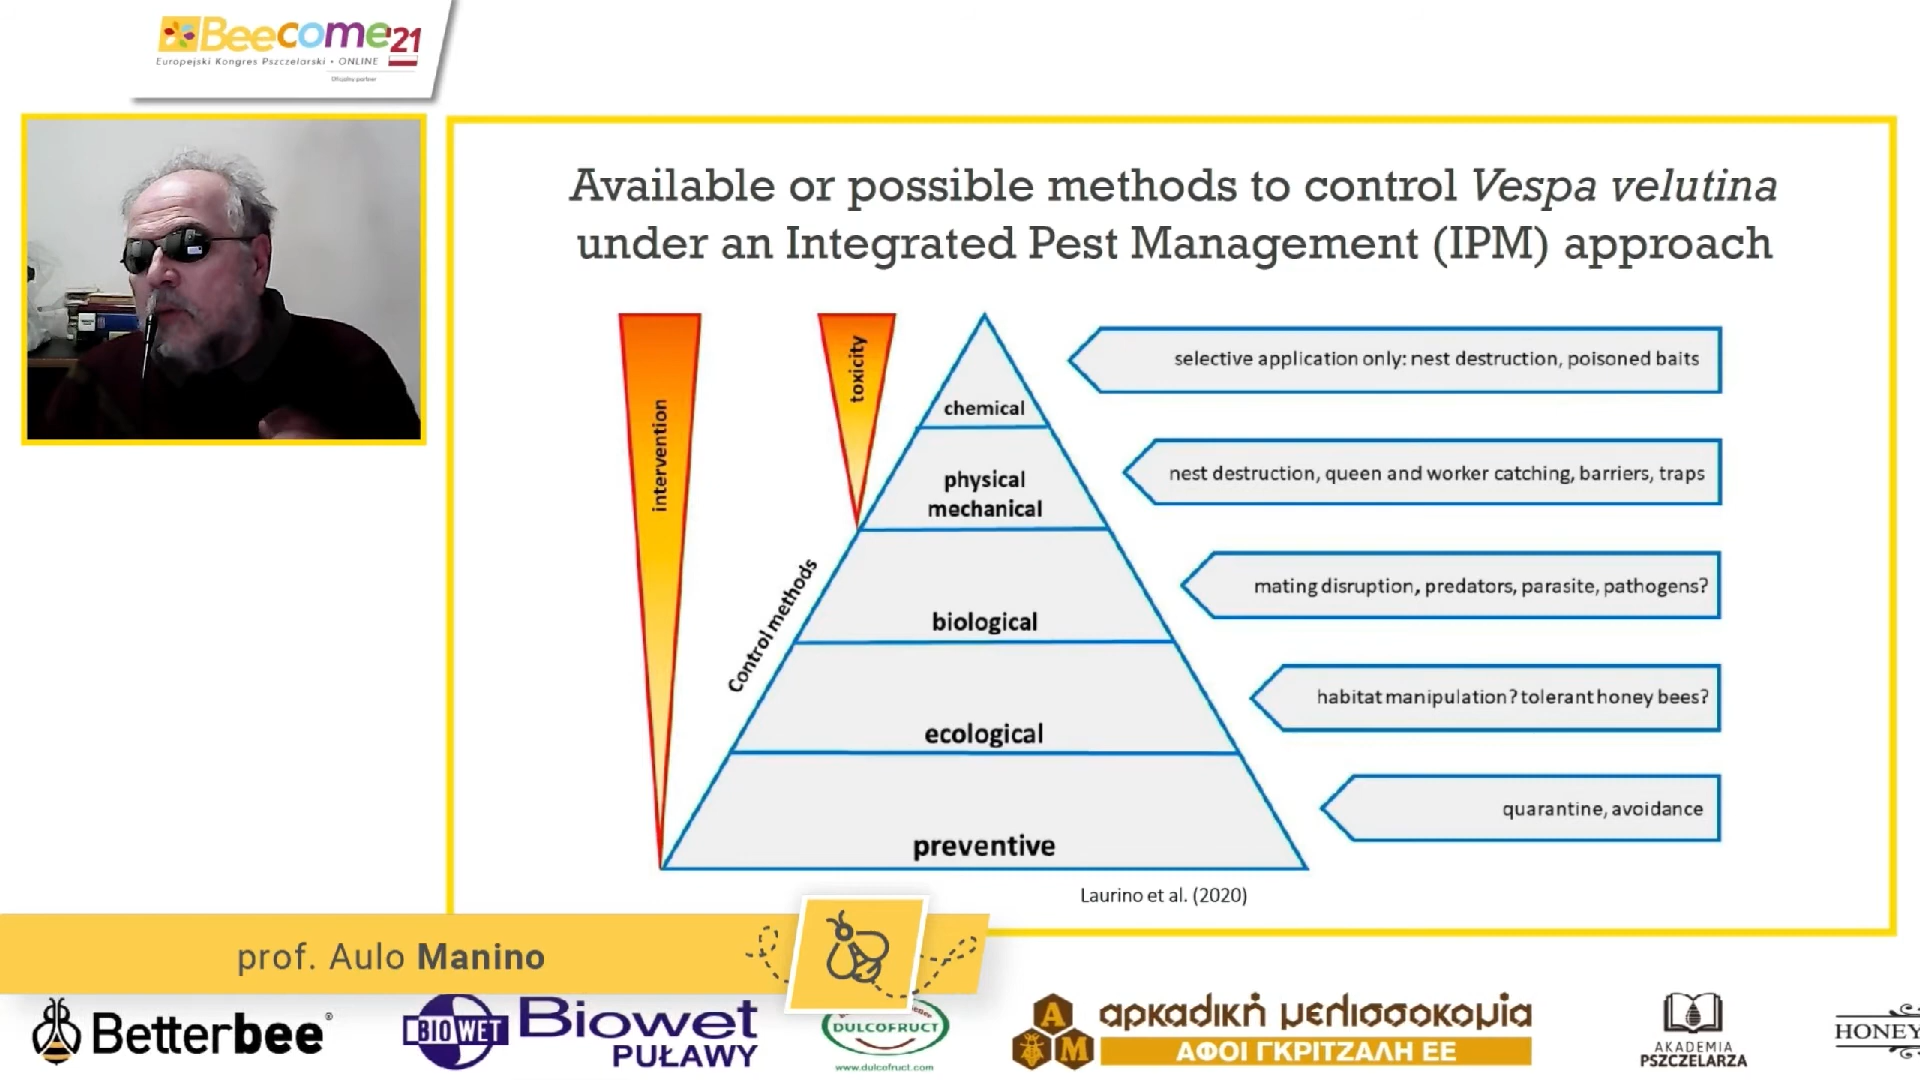 Beecome'21
Europejski Kongres Pszczelarski • ONLINE
Oficjalny partner
Available or possible methods to control Vespa velutina
under an Integrated Pest Management (IPM) approach
intervention
toxicity
Control methods
chemical
selective application only: nest destruction, poisoned baits
physical
mechanical
nest destruction, queen and worker catching, barriers, traps
biological
mating disruption, predators, parasite, pathogens?
ecological
habitat manipulation? tolerant honey bees?
preventive
quarantine, avoidance
Laurino et al. (2020)
prof. Aulo Manino
Betterbee®
BIOWET
Biowet
PUŁAWY
DULCOFRUCT
www.dulcofruct.com
A
M
αρκαδική μελισσοκομία
ΑΦΟΙ ΓΚΡΙΤΖΑΛΗ ΕΕ
AKADEMIA
PSZCZELARZA
HONEY